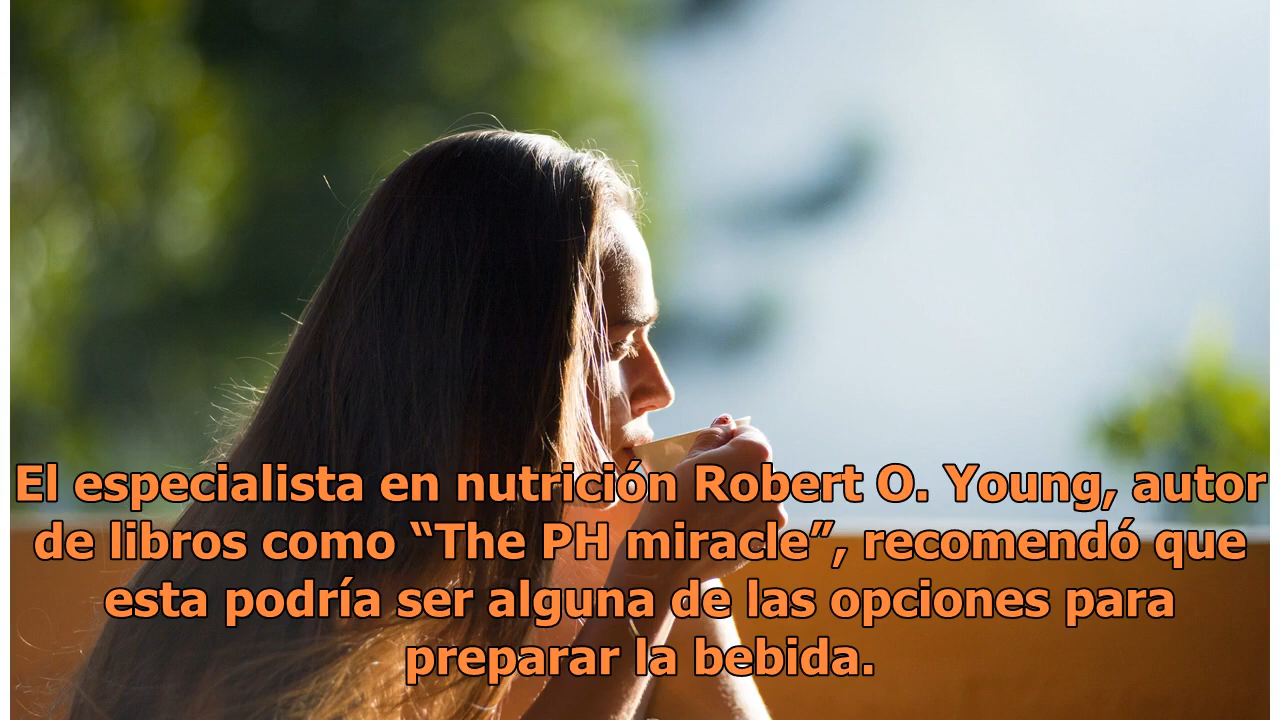 El especialista en nutrición Robert O. Young, autor
de libros como “The PH miracle”, recomendó que
esta podría ser alguna de las opciones para
preparar la bebida.